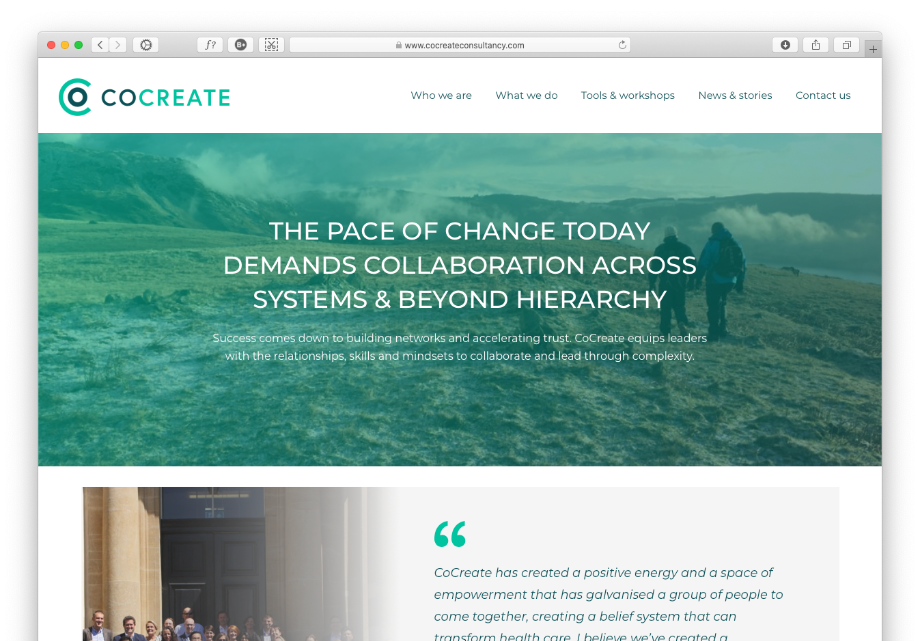 f?
B+
www.cocreateconsultancy.com
COCREATE
Who we are
What we do
Tools & workshops
News & stories
Contact us
THE PACE OF CHANGE TODAY
DEMANDS COLLABORATION ACROSS
SYSTEMS & BEYOND HIERARCHY
Success comes down to building networks and accelerating trust. CoCreate equips leaders
with the relationships, skills and mindsets to collaborate and lead through complexity.
“
CoCreate has created a positive energy and a space of
empowerment that has galvanised a group of people to
come together, creating a belief system that can
transform health care. I believe we’ve created a